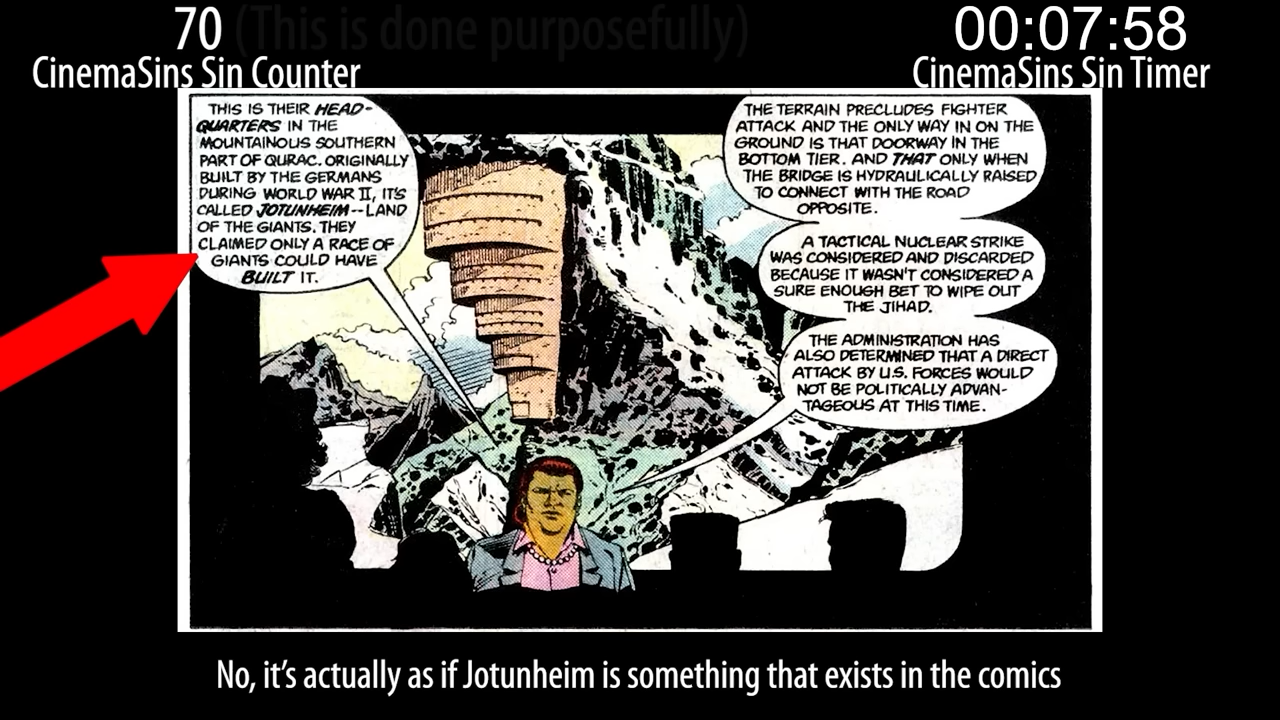 70 (This is done purposefully)
CinemaSins Sin Counter
00:07:58
CinemaSins Sin Timer
THIS IS THEIR HEAD-
QUARTERS IN THE
MOUNTAINOUS SOUTHERN
PART OF QURAC. ORIGINALLY
BUILT BY THE GERMANS
DURING WORLD WAR II, IT'S
CALLED JOTUNHEIM--LAND
OF THE GIANTS. THEY
CLAIMED ONLY A RACE OF
GIANTS COULD HAVE
BUILT IT.
THE TERRAIN PRECLUDES FIGHTER
ATTACK AND THE ONLY WAY IN ON THE
GROUND IS THAT DOORWAY IN THE
BOTTOM TIER. AND THAT ONLY WHEN
THE BRIDGE IS HYDRAULICALLY RAISED
TO CONNECT WITH THE ROAD
OPPOSITE.
A TACTICAL NUCLEAR STRIKE
WAS CONSIDERED AND DISCARDED
BECAUSE IT WASN'T CONSIDERED A
SURE ENOUGH BET TO WIPE OUT
THE JIHAD.
THE ADMINISTRATION HAS
ALSO DETERMINED THAT A DIRECT
ATTACK BY U.S. FORCES WOULD
NOT BE POLITICALLY ADVAN-
TAGEOUS AT THIS TIME.
No, it's actually as if Jotunheim is something that exists in the comics